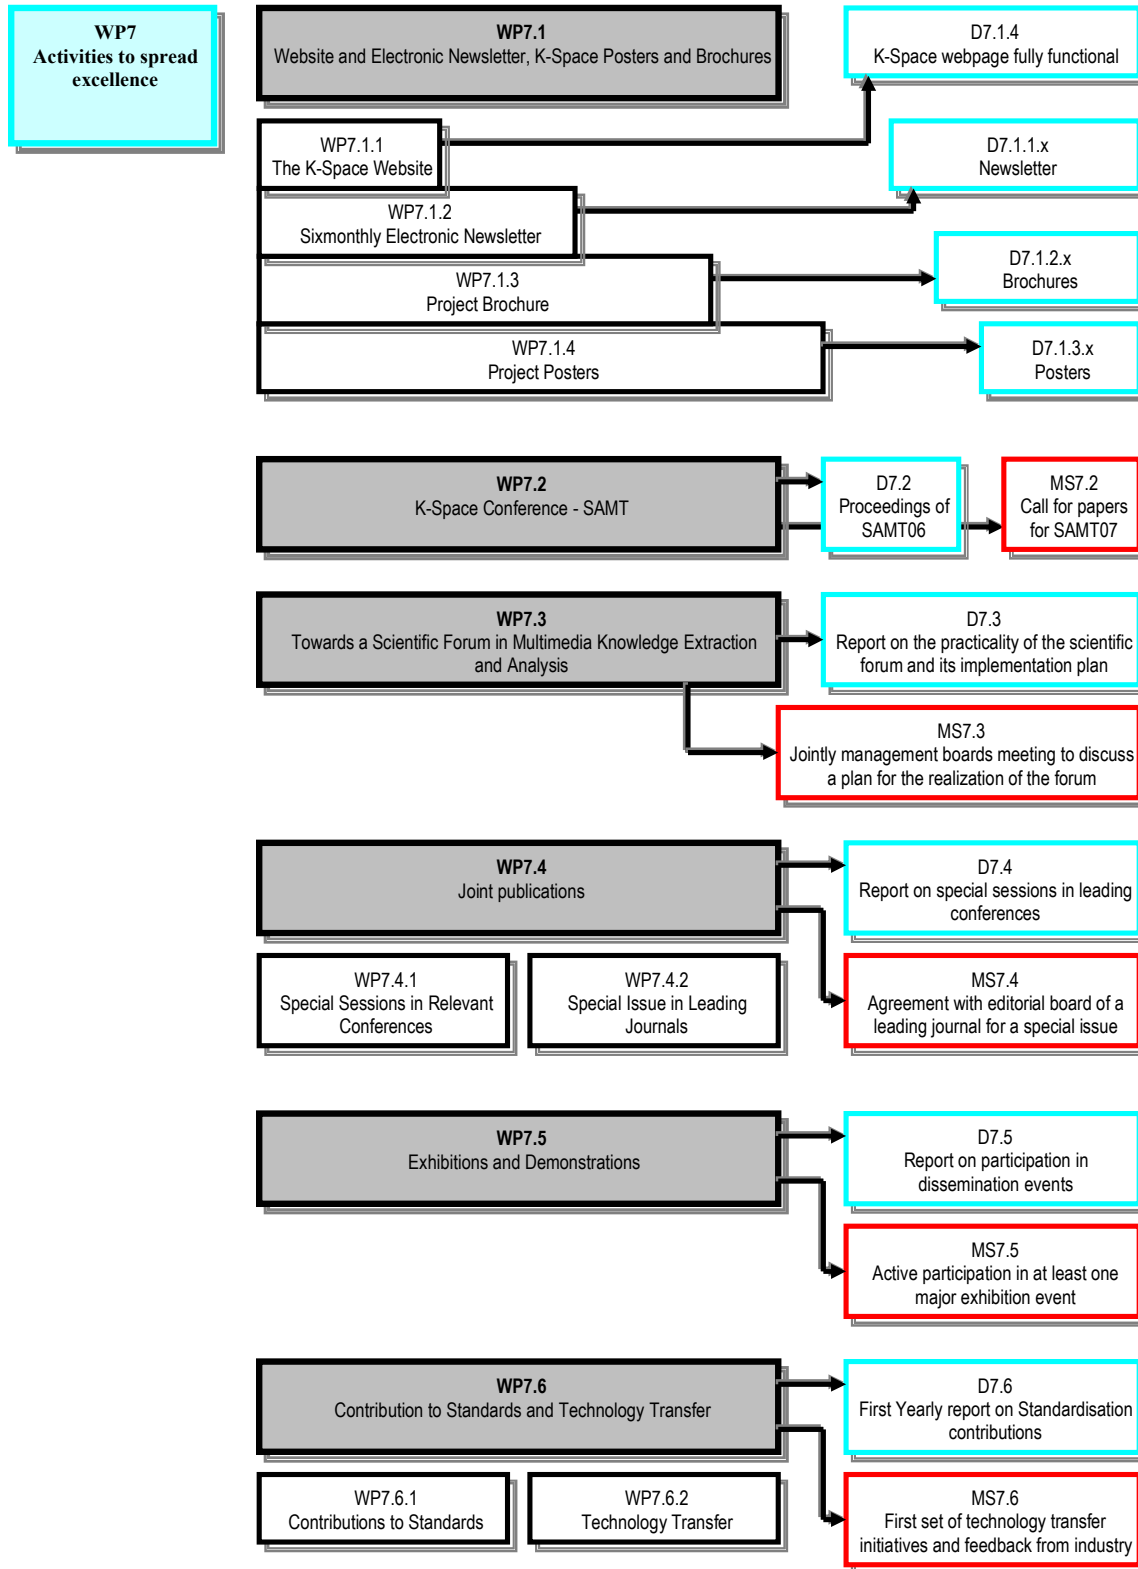 WP7
Activities to spread
excellence
WP7.1
Website and Electronic Newsletter, K-Space Posters and Brochures
D7.1.4
K-Space webpage fully functional
WP7.1.1
The K-Space Website
D7.1.1.x
Newsletter
WP7.1.2
Sixmonthly Electronic Newsletter
WP7.1.3
Project Brochure
D7.1.2.x
Brochures
WP7.1.4
Project Posters
D7.1.3.x
Posters
WP7.2
K-Space Conference - SAMT
D7.2
Proceedings of
SAMT06
MS7.2
Call for papers
for SAMT07
WP7.3
Towards a Scientific Forum in Multimedia Knowledge Extraction
and Analysis
D7.3
Report on the practicality of the scientific
forum and its implementation plan
MS7.3
Jointly management boards meeting to discuss
a plan for the realization of the forum
WP7.4
Joint publications
D7.4
Report on special sessions in leading
conferences
WP7.4.1
Special Sessions in Relevant
Conferences
WP7.4.2
Special Issue in Leading
Journals
MS7.4
Agreement with editorial board of a
leading journal for a special issue
WP7.5
Exhibitions and Demonstrations
D7.5
Report on participation in
dissemination events
MS7.5
Active participation in at least one
major exhibition event
WP7.6
Contribution to Standards and Technology Transfer
D7.6
First Yearly report on Standardisation
contributions
WP7.6.1
Contributions to Standards
WP7.6.2
Technology Transfer
MS7.6
First set of technology transfer
initiatives and feedback from industry